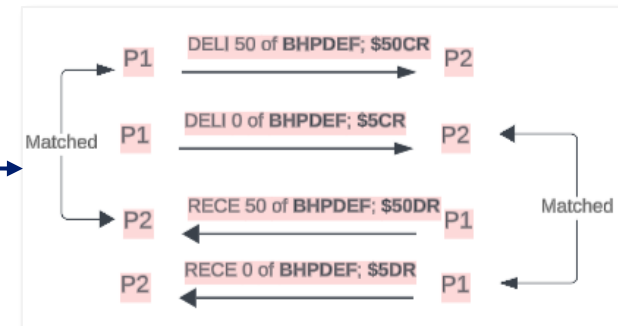 DELI 50 of BHPDEF; $50CR
P1 P2
DELI 0 of BHPDEF; $5CR
Matched P1 P2
RECE 50 of BHPDEF; $50DR
P2 P1 Matched
RECE 0 of BHPDEF; $5DR
P2 P1